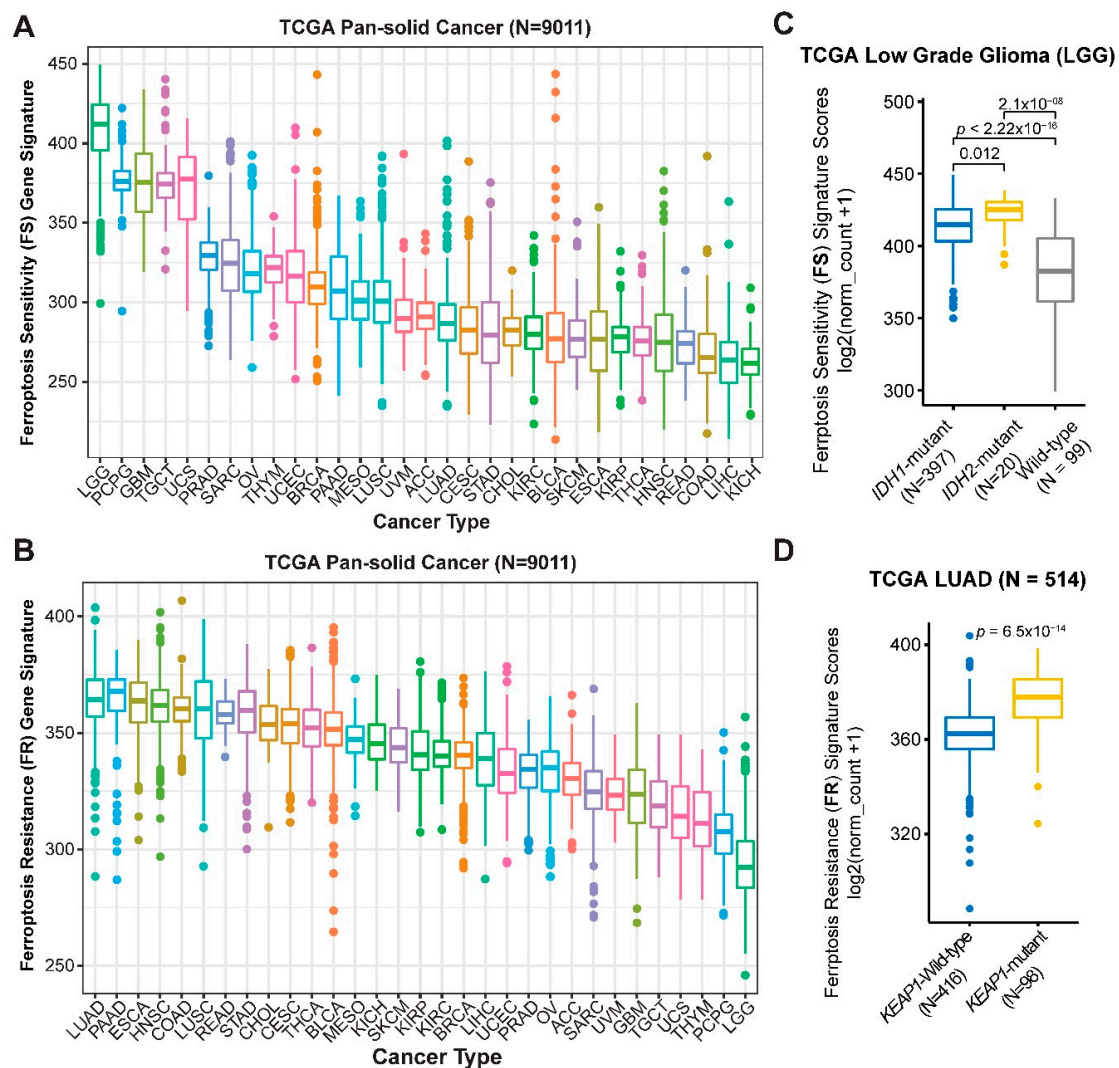 A
TCGA Pan-solid Cancer (N=9011)
Ferroptosis Sensitivity (FS) Gene Signature
450
400
350
300
250
LGG
PCPG
GBM
TGCT
UCS
PRAD
SARC
OV
THYM
UCEC
BRCA
PAAD
MESO
LUSC
UVM
ACC
LUAD
CESC
STAD
CHOL
KIRC
BLCA
SKCM
ESCA
KIRP
THCA
HNSC
READ
COAD
LIHC
KICH
Cancer Type
B
TCGA Pan-solid Cancer (N=9011)
Ferroptosis Resistance (FR) Gene Signature
400
350
300
250
LUAD
PAAD
ESCA
HNSC
COAD
LUSC
READ
STAD
CHOL
CESC
THCA
BLCA
MESO
KICH
SKCM
KIRP
KIRC
BRCA
LIHC
UCEC
PRAD
OV
ACC
SARC
UVM
GBM
TGCT
UCS
THYM
PCPG
LGG
Cancer Type
C
TCGA Low Grade Glioma (LGG)
Ferrptosis Sensitivity (FS) Signature Scores
log2(norm_count +1)
500
450
400
350
300
2.1x10⁻⁰⁸
p < 2.22x10⁻¹⁶
0.012
IDH1-mutant
(N=397)
IDH2-mutant
(N=20)
Wild-type
(N = 99)
D
TCGA LUAD (N = 514)
Ferrptosis Resistance (FR) Signature Scores
log2(norm_count +1)
400
360
320
p = 6.5x10⁻¹⁴
KEAP1-Wild-type
(N=416)
KEAP1-mutant
(N=98)